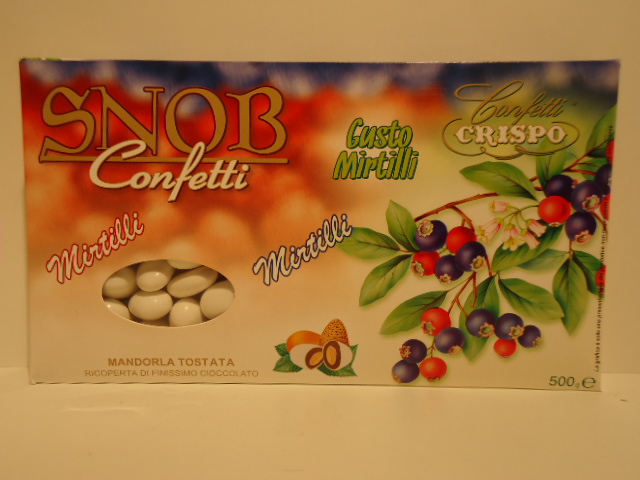 SNOB
Confetti
Gusto
Mirtilli
Confetti
CRISPO
Mirtilli
Mirtilli
MANDORLA TOSTATA
RICOPERTA DI FINISSIMO CIOCCOLATO
500g e